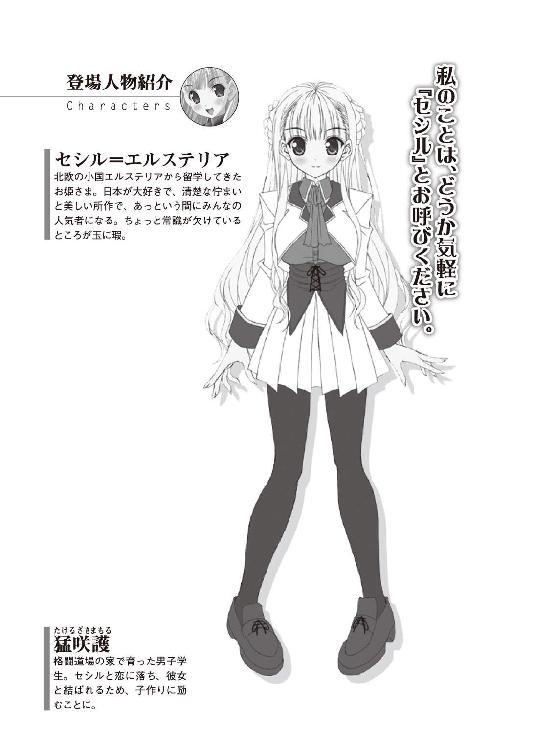 登場人物紹介
Characters
私のことは、どうか気軽に
『セシル』とお呼びください。
セシル＝エルステリア
北欧の小国エルステリアから留学してきた
お姫さま。日本が大好きで、清楚な佇まい
と美しい所作で、あっという間にみんなの
人気者になる。ちょっと常識が欠けている
ところが玉に瑕。
たけるざきまもる
猛咲護
格闘道場の家で育った男子学
生。セシルと恋に落ち、彼女
と結ばれるため、子作りに励
むことに。